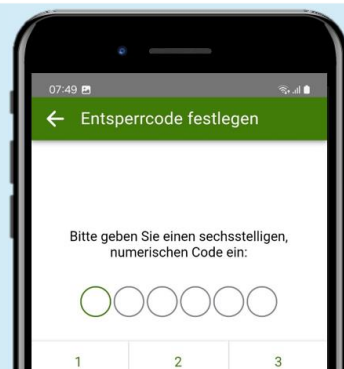 07:49
Entsperrcode festlegen
Bitte geben Sie einen sechsstelligen,
numerischen Code ein:
1 2 3